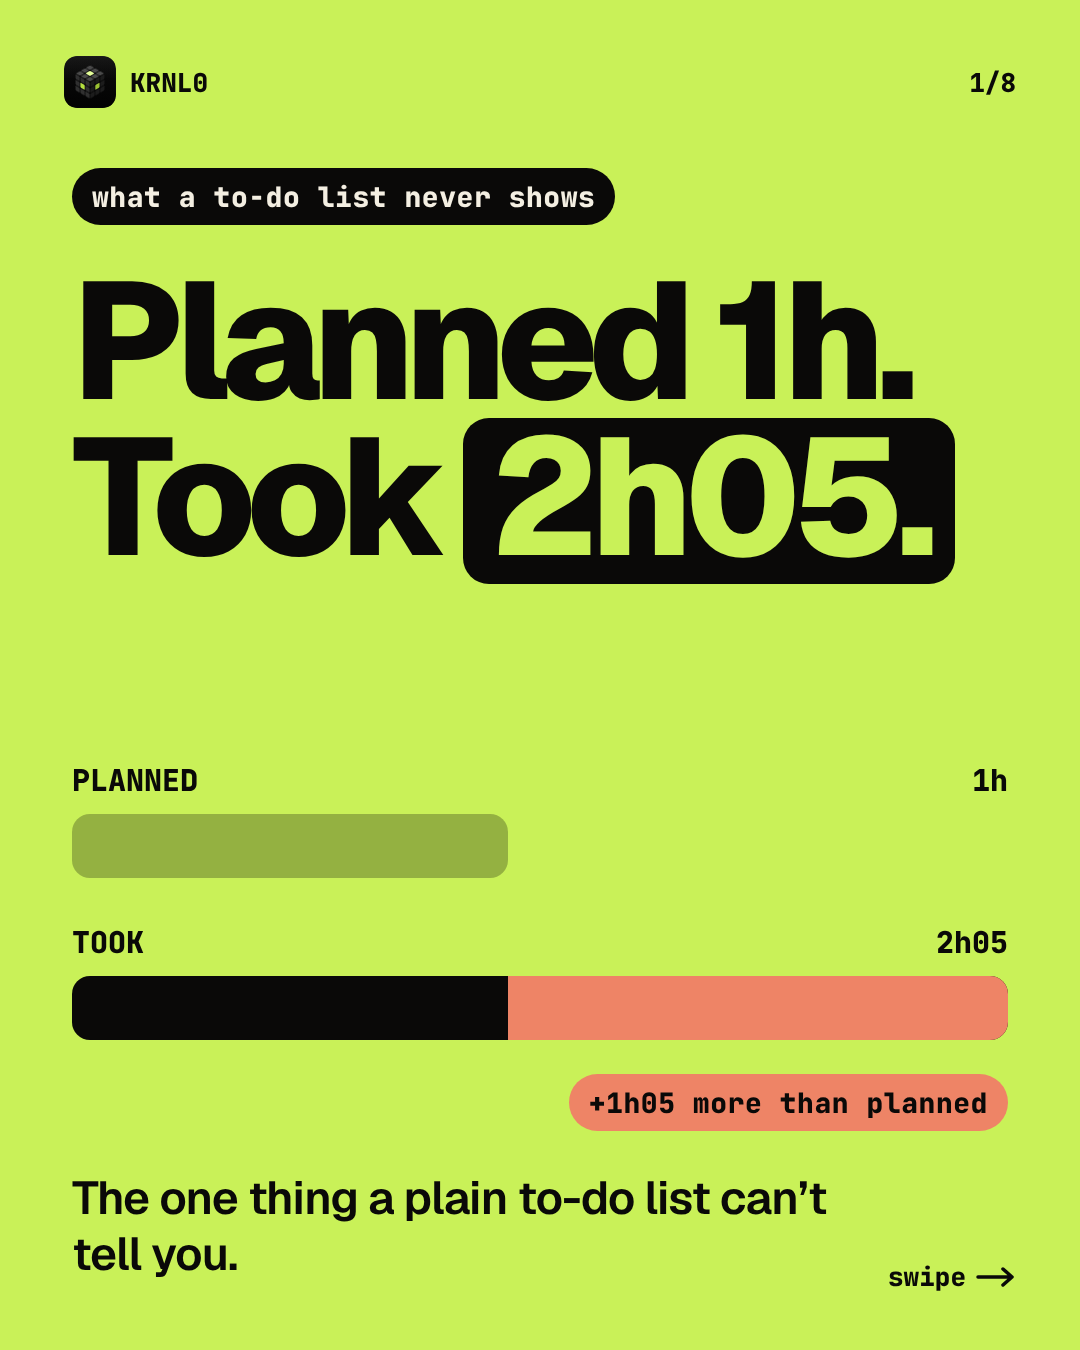 KRNL0
1/8
what a to-do list never shows
Planned 1h.
Took 2h05.
PLANNED 1h
TOOK 2h05
+1h05 more than planned
The one thing a plain to-do list can’t
tell you.
swipe →